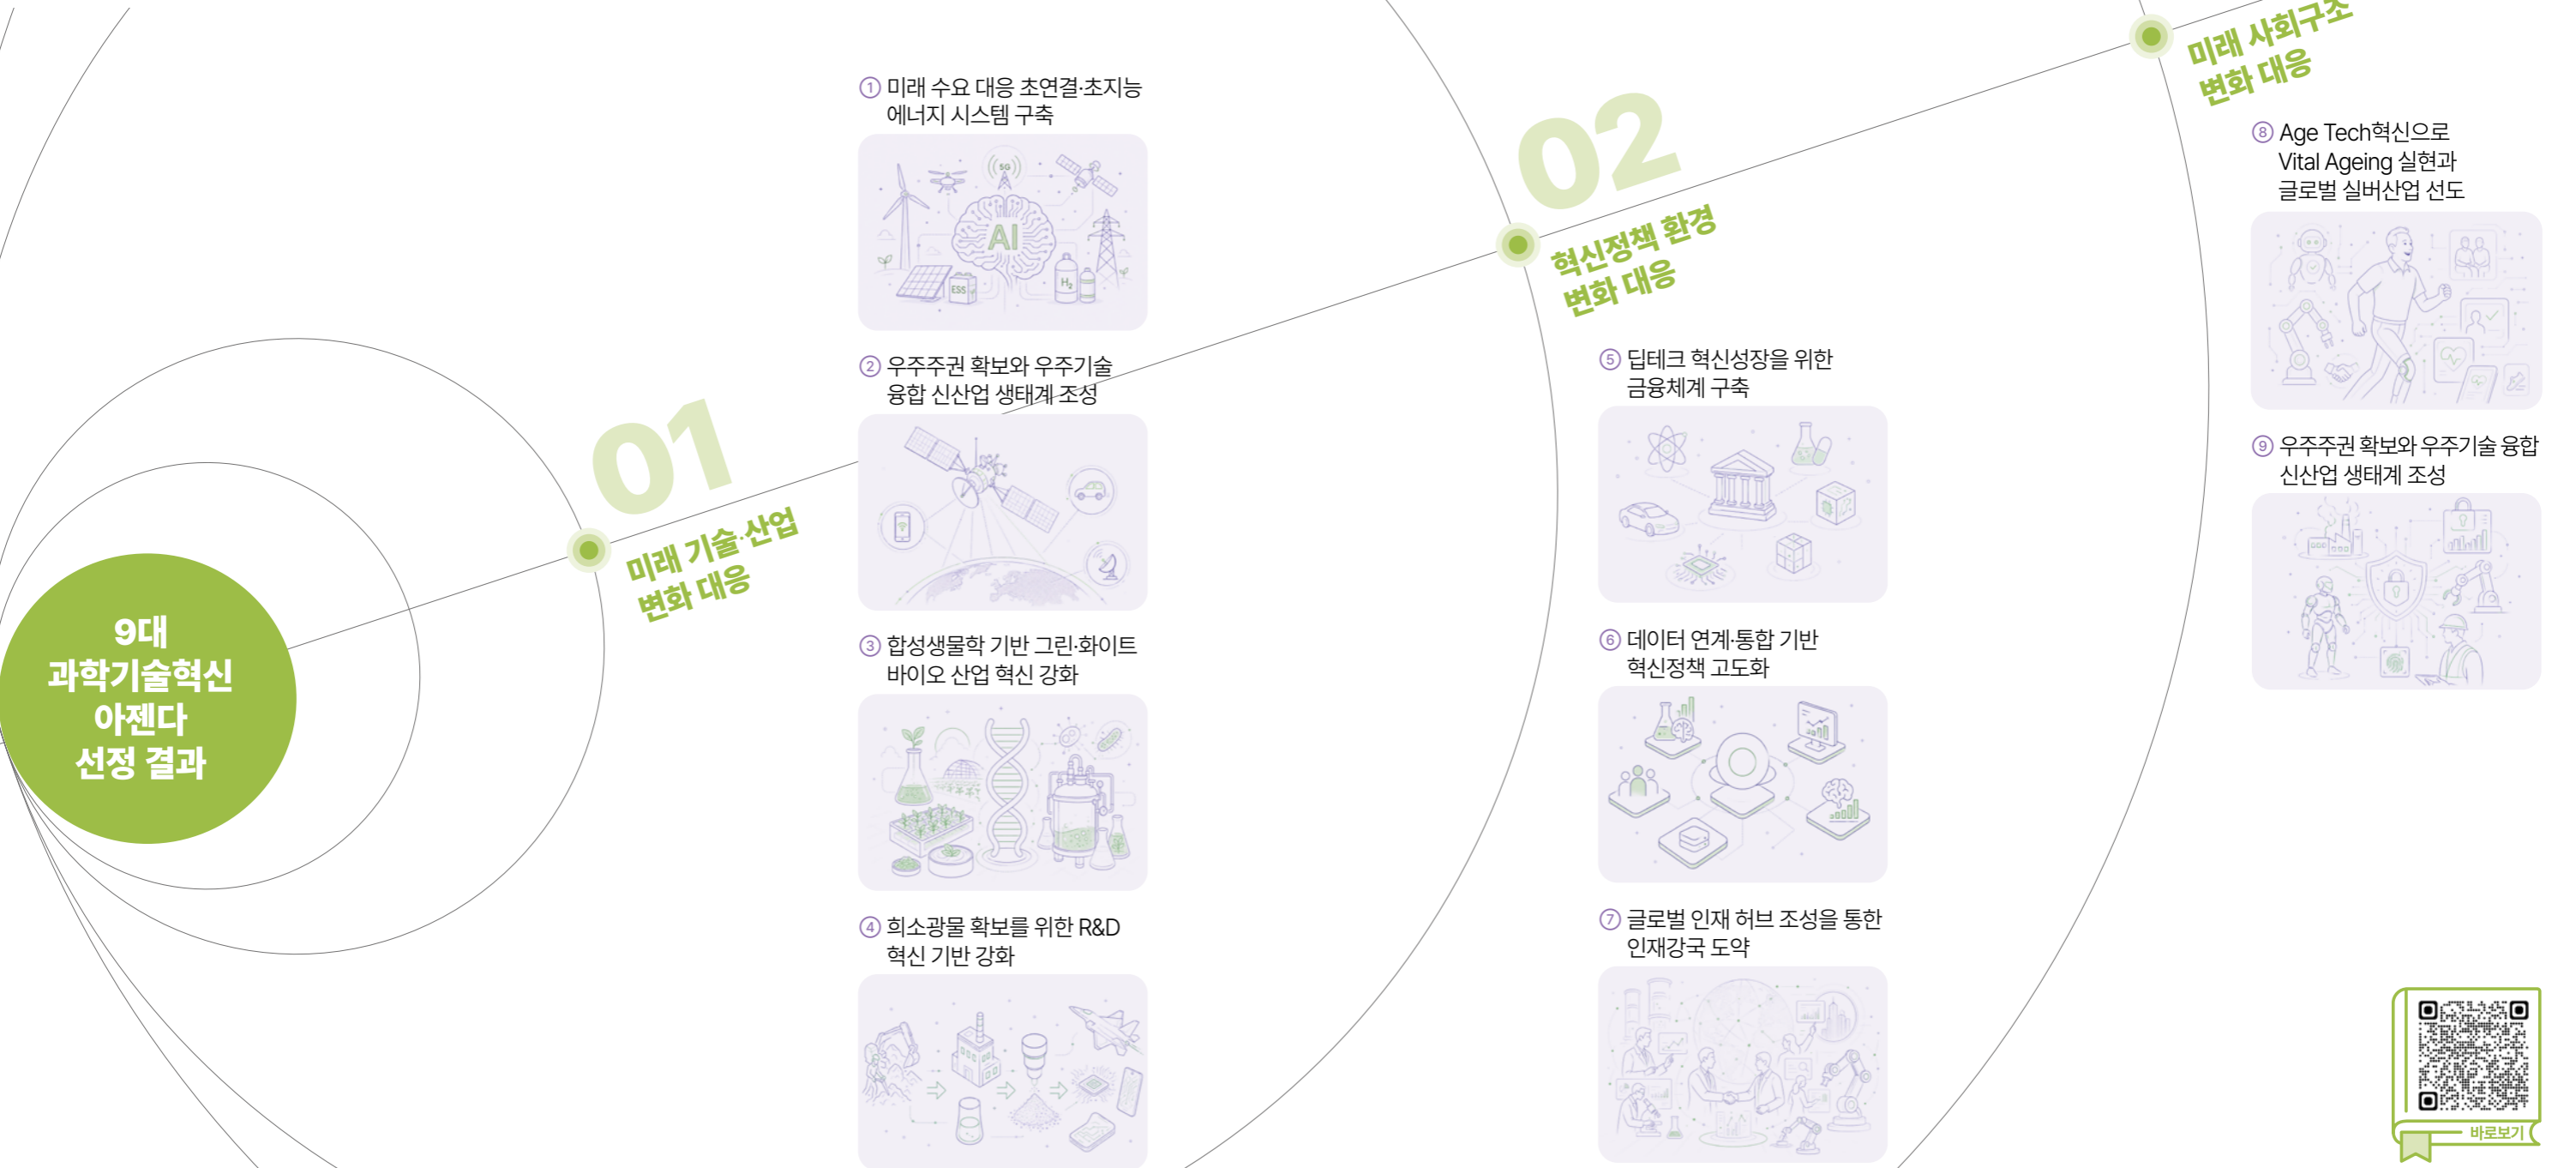 9대
과학기술혁신
아젠다
선정 결과
01
미래 기술·산업
변화 대응
① 미래 수요 대응 초연결·초지능
에너지 시스템 구축
5G
AI
ESS
H₂
② 우주주권 확보와 우주기술
융합 신산업 생태계 조성
③ 합성생물학 기반 그린·화이트
바이오 산업 혁신 강화
④ 희소광물 확보를 위한 R&D
혁신 기반 강화
02
혁신정책 환경
변화 대응
⑤ 딥테크 혁신성장을 위한
금융체계 구축
⑥ 데이터 연계·통합 기반
혁신정책 고도화
⑦ 글로벌 인재 허브 조성을 통한
인재강국 도약
미래 사회구조
변화 대응
⑧ Age Tech혁신으로
Vital Ageing 실현과
글로벌 실버산업 선도
⑨ 우주주권 확보와 우주기술 융합
신산업 생태계 조성
바로보기